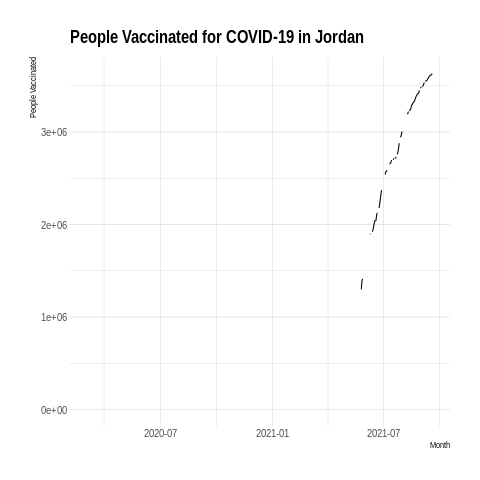 People Vaccinated for COVID-19 in Jordan
People Vaccinated
3e+06
2e+06
1e+06
0e+00
2020-07
2021-01
2021-07
Month